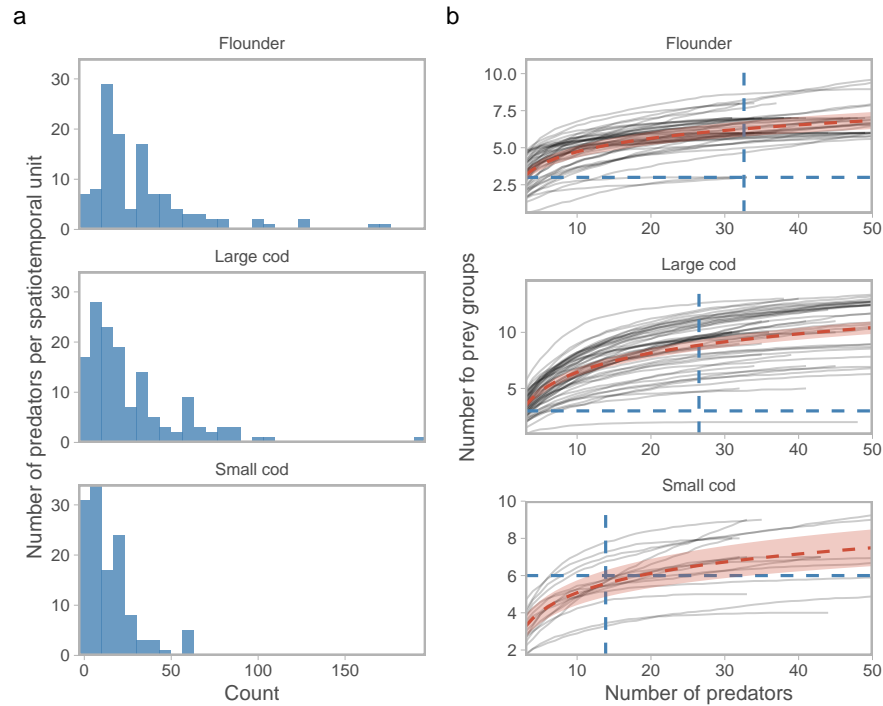 a
Flounder
30
20
10
0
Large cod
30
20
10
0
Small cod
30
20
10
0
0 50 100 150
Count
Number of predators per spatiotemporal unit
b
Flounder
10.0
7.5
5.0
2.5
10 20 30 40 50
Large cod
10
5
10 20 30 40 50
Small cod
10
8
6
4
2
10 20 30 40 50
Number of predators
Number fo prey groups